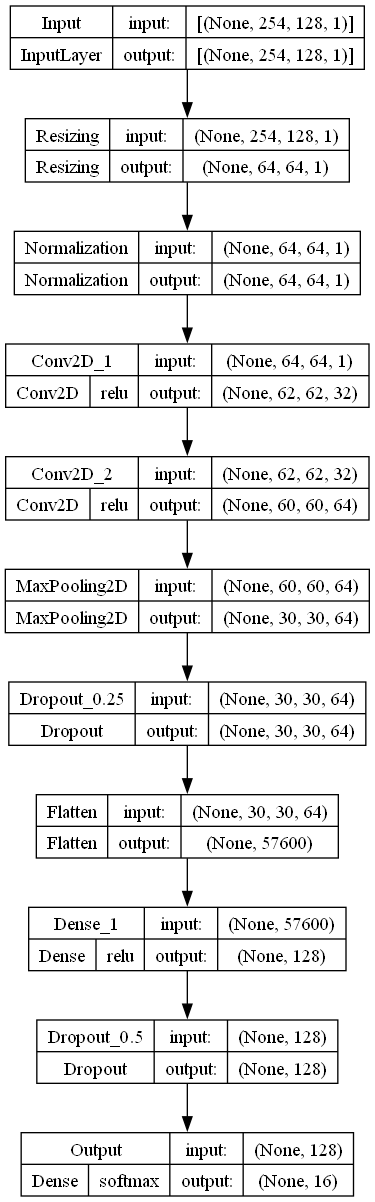 Input input: [(None, 254, 128, 1)]
InputLayer output: [(None, 254, 128, 1)]
Resizing input: (None, 254, 128, 1)
Resizing output: (None, 64, 64, 1)
Normalization input: (None, 64, 64, 1)
Normalization output: (None, 64, 64, 1)
Conv2D_1 input: (None, 64, 64, 1)
Conv2D relu output: (None, 62, 62, 32)
Conv2D_2 input: (None, 62, 62, 32)
Conv2D relu output: (None, 60, 60, 64)
MaxPooling2D input: (None, 60, 60, 64)
MaxPooling2D output: (None, 30, 30, 64)
Dropout_0.25 input: (None, 30, 30, 64)
Dropout output: (None, 30, 30, 64)
Flatten input: (None, 30, 30, 64)
Flatten output: (None, 57600)
Dense_1 input: (None, 57600)
Dense relu output: (None, 128)
Dropout_0.5 input: (None, 128)
Dropout output: (None, 128)
Output input: (None, 128)
Dense softmax output: (None, 16)